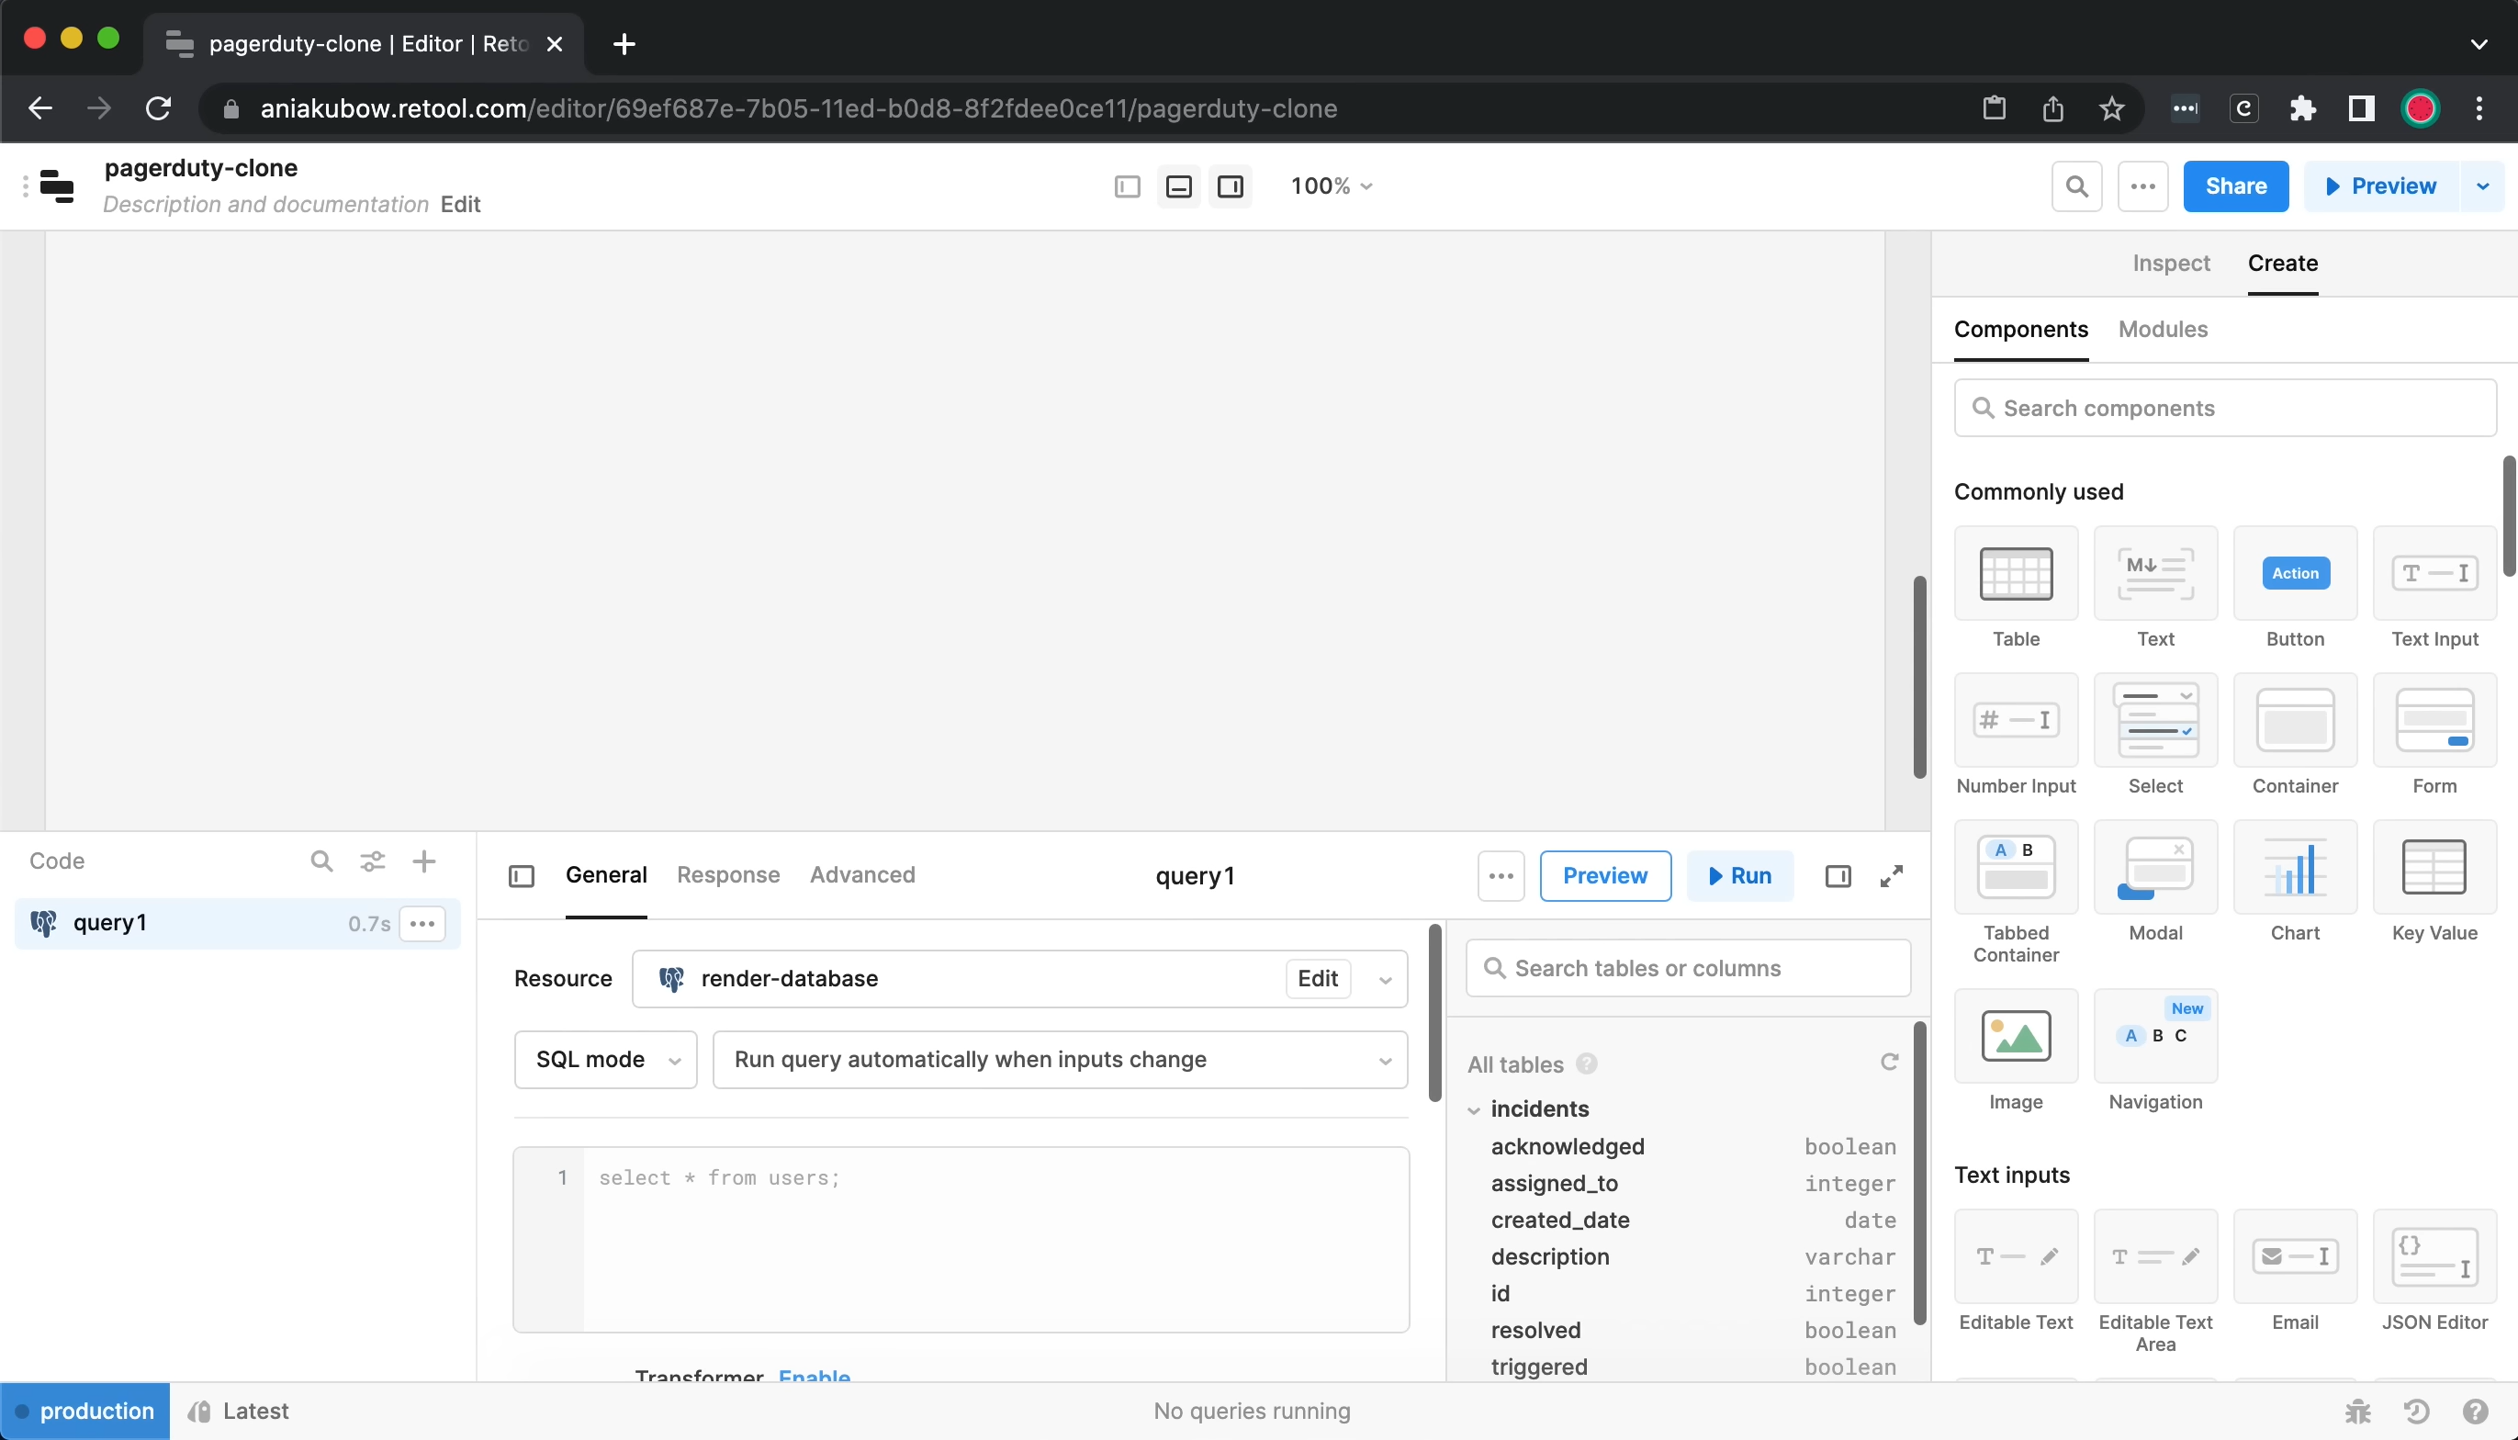 pagerduty-clone | Editor | Reto
aniakubow.retool.com/editor/69ef687e-7b05-11ed-b0d8-8f2fdee0ce11/pagerduty-clone
pagerduty-clone
Description and documentation Edit
100%
Share
Preview
Inspect
Create
Components
Modules
Search components
Commonly used
Action
Table
Text
Button
Text Input
Number Input
Select
Container
Form
A B
Tabbed
Container
Modal
Chart
Key Value
New
A B C
Image
Navigation
Text inputs
Editable Text
Editable Text
Area
Email
JSON Editor
Code
query1
0.7s
General
Response
Advanced
query1
Preview
Run
Resource
render-database
Edit
SQL mode
Run query automatically when inputs change
1
select * from users;
Transformer Enable
Search tables or columns
All tables
incidents
acknowledged boolean
assigned_to integer
created_date date
description varchar
id integer
resolved boolean
triggered boolean
production
Latest
No queries running